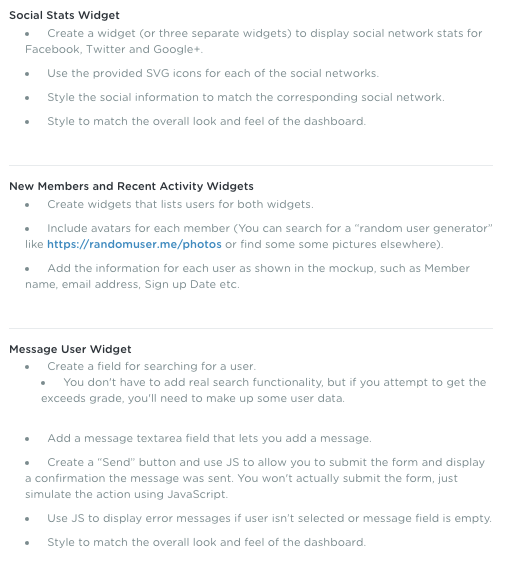 Social Stats Widget
• Create a widget (or three separate widgets) to display social network stats for
Facebook, Twitter and Google+.
• Use the provided SVG icons for each of the social networks.
• Style the social information to match the corresponding social network.
• Style to match the overall look and feel of the dashboard.
New Members and Recent Activity Widgets
• Create widgets that lists users for both widgets.
• Include avatars for each member (You can search for a “random user generator”
like https://randomuser.me/photos or find some some pictures elsewhere).
• Add the information for each user as shown in the mockup, such as Member
name, email address, Sign up Date etc.
Message User Widget
• Create a field for searching for a user.
• You don't have to add real search functionality, but if you attempt to get the
exceeds grade, you'll need to make up some user data.
• Add a message textarea field that lets you add a message.
• Create a “Send” button and use JS to allow you to submit the form and display
a confirmation the message was sent. You won't actually submit the form, just
simulate the action using JavaScript.
• Use JS to display error messages if user isn’t selected or message field is empty.
• Style to match the overall look and feel of the dashboard.